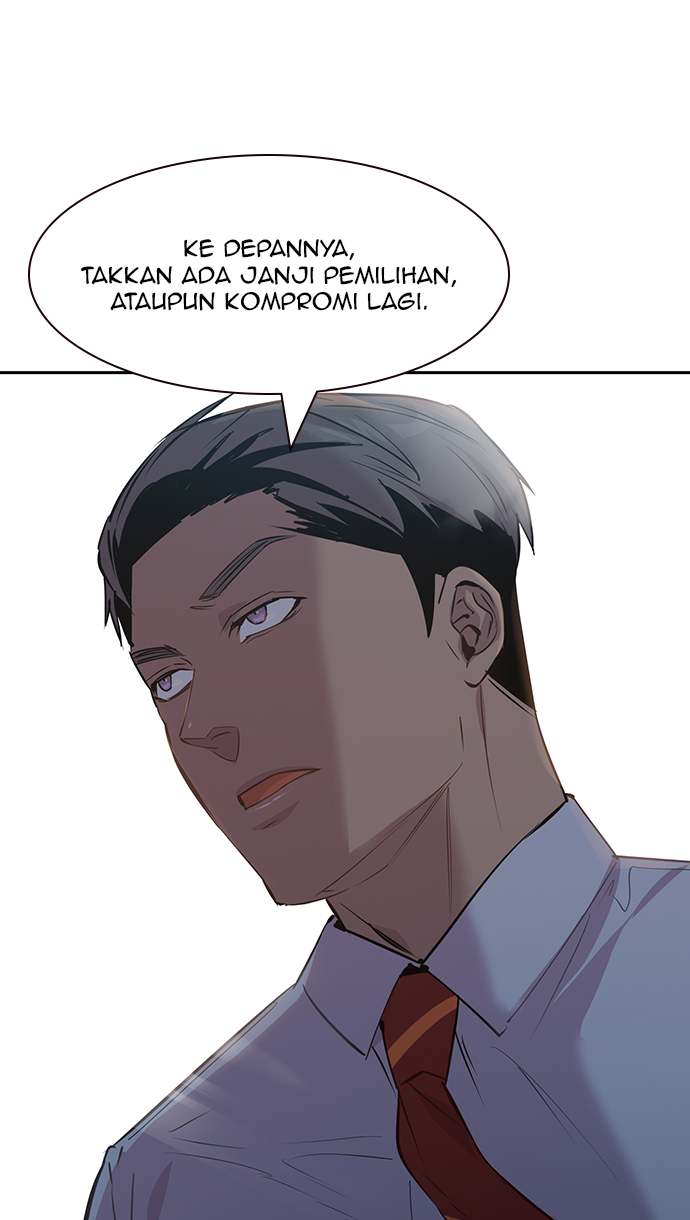 KE DEPANNYA,
TAKKAN ADA JANJI PEMILIHAN,
ATAUPUN KOMPROMI LAGI.